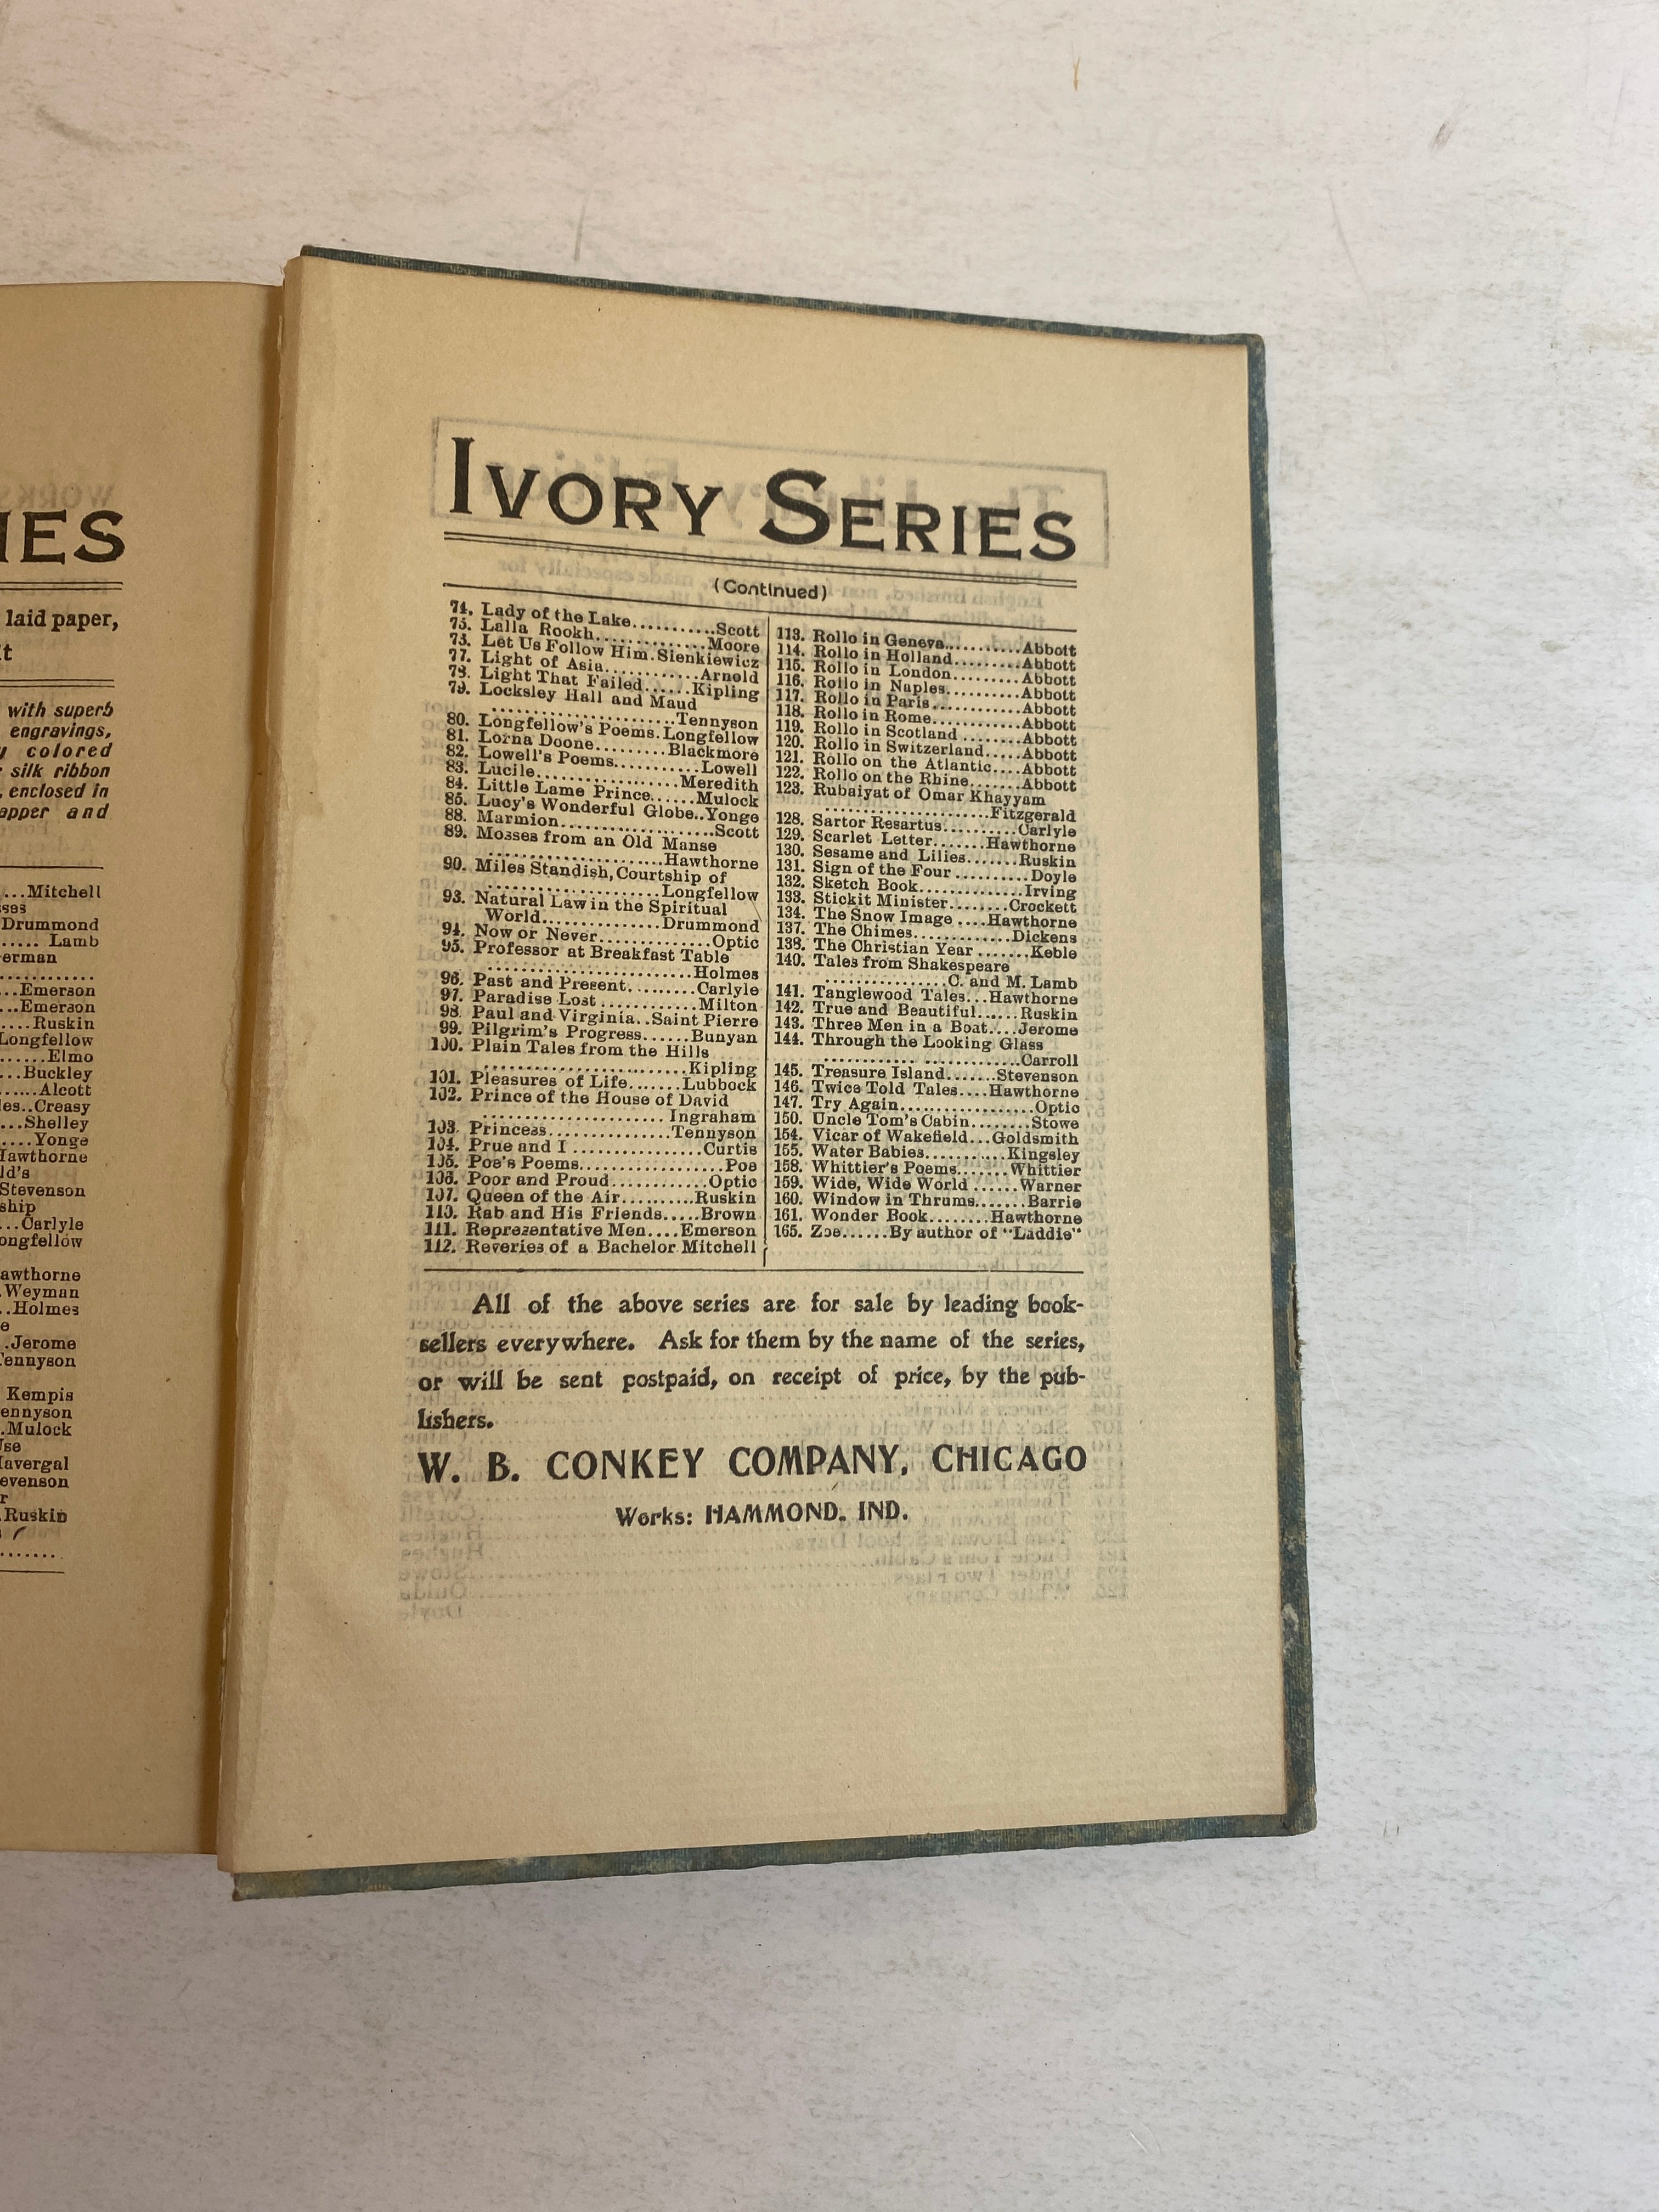 IES
laid paper,
with superb
engravings,
colored
silk ribbon
enclosed in
and
...Mitchell
Drummond
...... Lamb
...Emerson
...Emerson
....Ruskin
Longfellow
......Elmo
...Buckley
......Alcott
..Creasy
...Shelley
....Yonge
Hawthorne
Stevenson
...Carlyle
ongfellow
awthorne
.Weyman
..Holmes
.Jerome
Tennyson
Kempis
ennyson
.Mulock
Havergal
evenson
.Ruskin
IVORY SERIES
(Continued)
74. Lady of the Lake...........Scott
75. Lalla Rookh.............Moore
73. Let Us Follow Him.Sienkiewicz
77. Light of Asia............Arnold
78. Light That Failed......Kipling
79. Locksley Hall and Maud
......................Tennyson
80. Longfellow's Poems.Longfellow
81. Lorna Doone.........Blackmore
82. Lowell's Poems...........Lowell
83. Lucile..................Meredith
84. Little Lame Prince......Mulock
85. Lucy's Wonderful Globe..Yonge
88. Marmion....................Scott
89. Mosses from an Old Manse
......................Hawthorne
90. Miles Standish, Courtship of
.....................Longfellow
93. Natural Law in the Spiritual
World..............Drummond
94. Now or Never..............Optic
95. Professor at Breakfast Table
..........................Holmes
96. Past and Present.........Carlyle
97. Paradise Lost ............Milton
98. Paul and Virginia..Saint Pierre
99. Pilgrim's Progress......Bunyan
100. Plain Tales from the Hills
.........................Kipling
101. Pleasures of Life.......Lubbock
102. Prince of the House of David
....................... Ingraham
103. Princess...............Tennyson
104. Prue and I ................Curtis
105. Poe's Poems..................Poe
106. Poor and Proud............Optic
107. Queen of the Air..........Ruskin
110. Rab and His Friends.....Brown
111. Representative Men....Emerson
112. Reveries of a Bachelor Mitchell
113. Rollo in Geneva...........Abbott
114. Rollo in Holland.........Abbott
115. Rollo in London..........Abbott
116. Rollo in Naples..........Abbott
117. Rollo in Paris............Abbott
118. Rollo in Rome............Abbott
119. Rollo in Scotland ........Abbott
120. Rollo in Switzerland.....Abbott
121. Rollo on the Atlantic....Abbott
122. Rollo on the Rhine.......Abbott
123. Rubaiyat of Omar Khayyam
.....................Fitzgerald
128. Sartor Resartus..........Carlyle
129. Scarlet Letter.......Hawthorne
130. Sesame and Lilies.......Ruskin
131. Sign of the Four ..........Doyle
132. Sketch Book..............Irving
133. Stickit Minister........Crockett
134. The Snow Image ....Hawthorne
137. The Chimes.............Dickens
138. The Christian Year .......Keble
140. Tales from Shakespeare
................C. and M. Lamb
141. Tanglewood Tales...Hawthorne
142. True and Beautiful......Ruskin
143. Three Men in a Boat....Jerome
144. Through the Looking Glass
.........................Carroll
145. Treasure Island.......Stevenson
146. Twice Told Tales....Hawthorne
147. Try Again..................Optic
150. Uncle Tom's Cabin........Stowe
154. Vicar of Wakefield...Goldsmith
155. Water Babies...........Kingsley
158. Whittier's Poems.......Whittier
159. Wide, Wide World ......Warner
160. Window in Thrums.......Barrie
161. Wonder Book........Hawthorne
165. Zoe......By author of "Laddie"
All of the above series are for sale by leading book-
sellers everywhere. Ask for them by the name of the series,
or will be sent postpaid, on receipt of price, by the pub-
lishers.
W. B. CONKEY COMPANY, CHICAGO
Works: HAMMOND, IND.